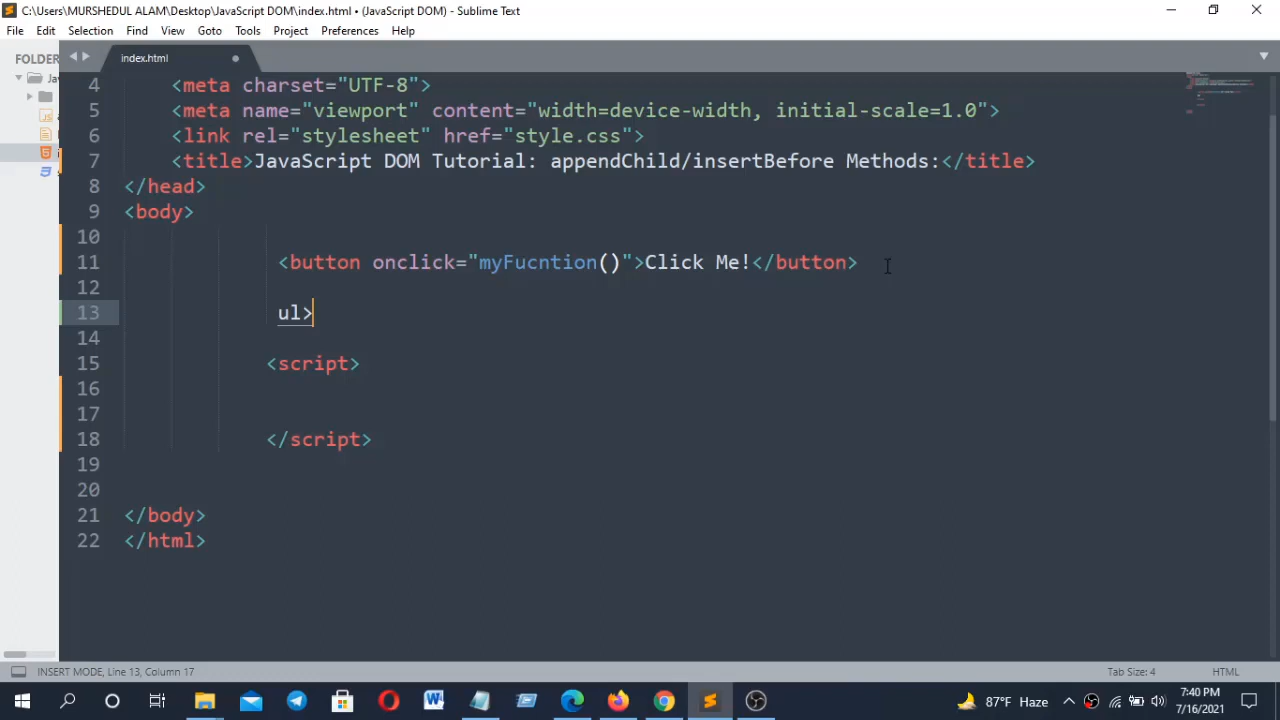 C:\Users\MURSHEDUL ALAM\Desktop\JavaScript DOM\index.html • (JavaScript DOM) - Sublime Text
File Edit Selection Find View Goto Tools Project Preferences Help
FOLDER
index.html
4 <meta charset="UTF-8">
5 <meta name="viewport" content="width=device-width, initial-scale=1.0">
6 <link rel="stylesheet" href="style.css">
7 <title>JavaScript DOM Tutorial: appendChild/insertBefore Methods:</title>
8 </head>
9 <body>
10
11 <button onclick="myFucntion()">Click Me!</button>
12
13 ul>
14
15 <script>
16
17
18 </script>
19
20
21 </body>
22 </html>
INSERT MODE, Line 13, Column 17
Tab Size: 4
HTML
87°F Haze
7:40 PM
7/16/2021